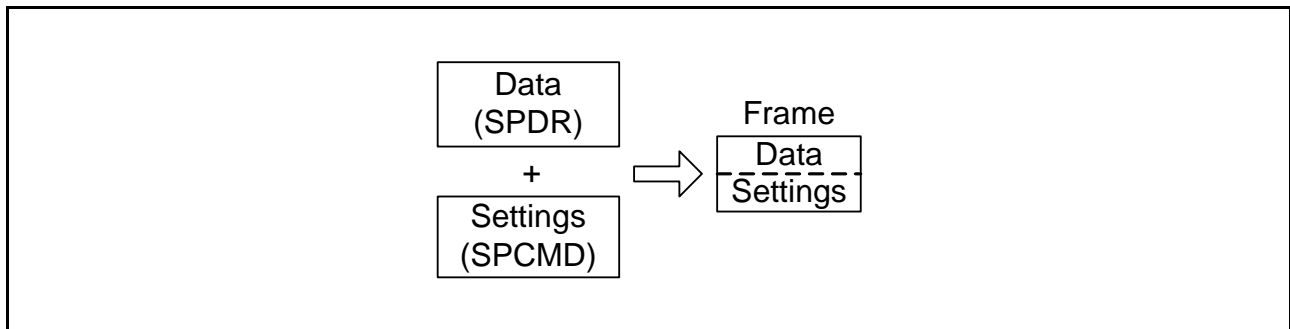 Data
(SPDR)
+
Settings
(SPCMD)
Frame
Data
Settings